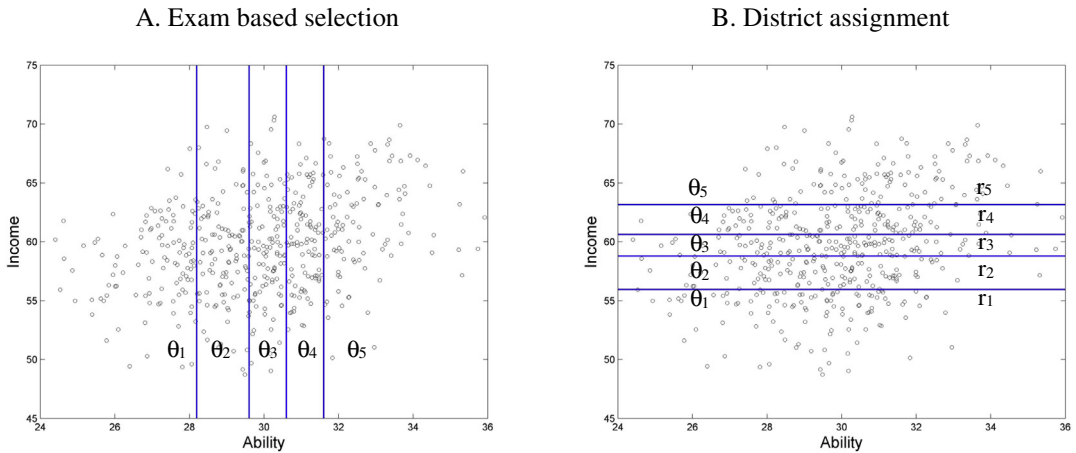 A. Exam based selection
75
70
65
60
55
50
45
24
26
28
30
32
34
36
Income
Ability
θ₁
θ₂
θ₃
θ₄
θ₅
B. District assignment
75
70
65
60
55
50
45
24
26
28
30
32
34
36
Income
Ability
θ₅ r₅
θ₄ r₄
θ₃ r₃
θ₂ r₂
θ₁ r₁